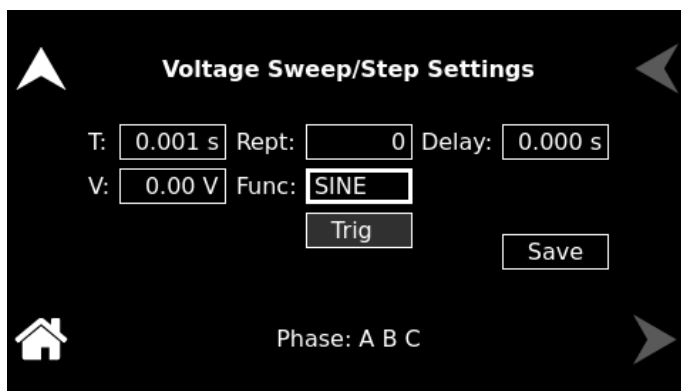 Voltage Sweep/Step Settings
T: 0.001 s Rept: 0 Delay: 0.000 s
V: 0.00 V Func: SINE
Trig
Save
Phase: A B C